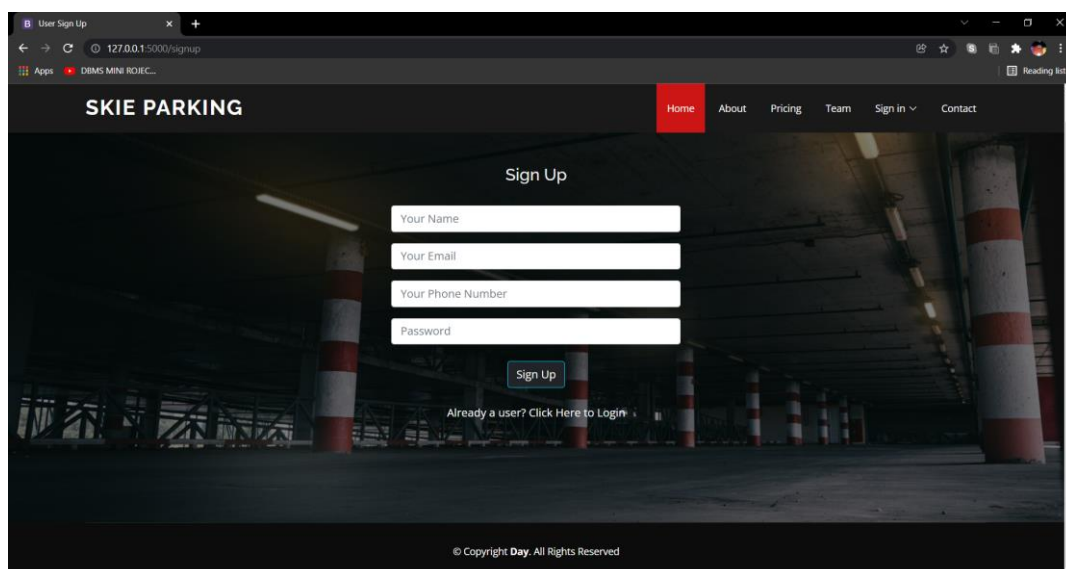 B User Sign Up
127.0.0.1:5000/signup
Apps DBMS MINI ROJEC... Reading list
SKIE PARKING Home About Pricing Team Sign in Contact
Sign Up
Your Name
Your Email
Your Phone Number
Password
Sign Up
Already a user? Click Here to Login
© Copyright Day. All Rights Reserved